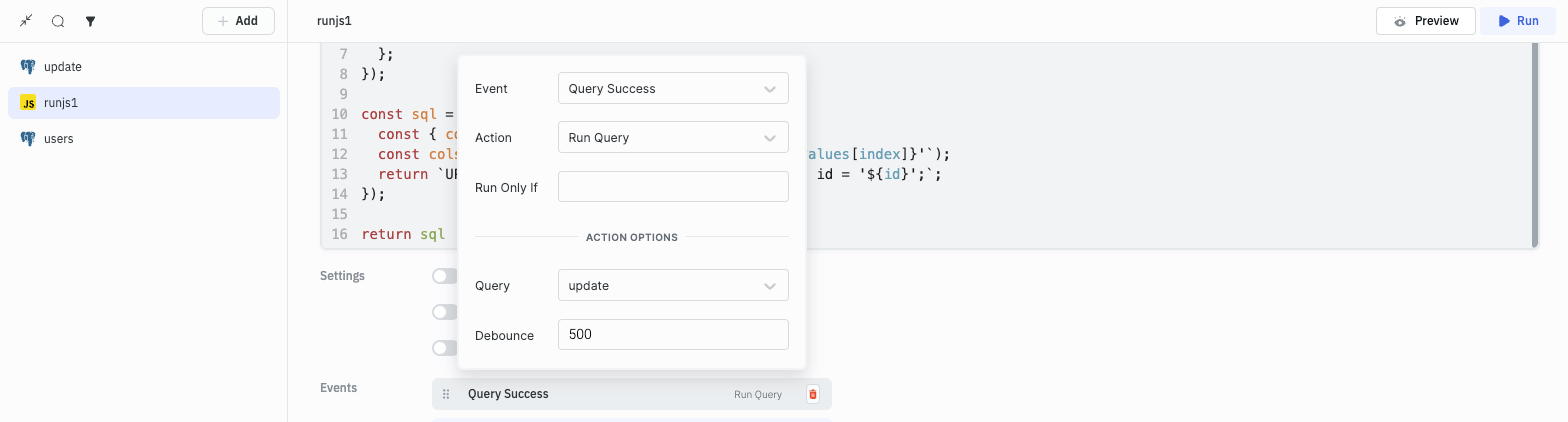 Add
runjs1
Preview
Run
update
JS runjs1
users
7 };
8 });
9
10 const sql =
11 const { co
12 const cols alues[index]}'`);
13 return `UP id = '${id}';`;
14 });
15
16 return sql
Event Query Success
Action Run Query
Run Only If
ACTION OPTIONS
Query update
Debounce 500
Settings
Events
Query Success Run Query